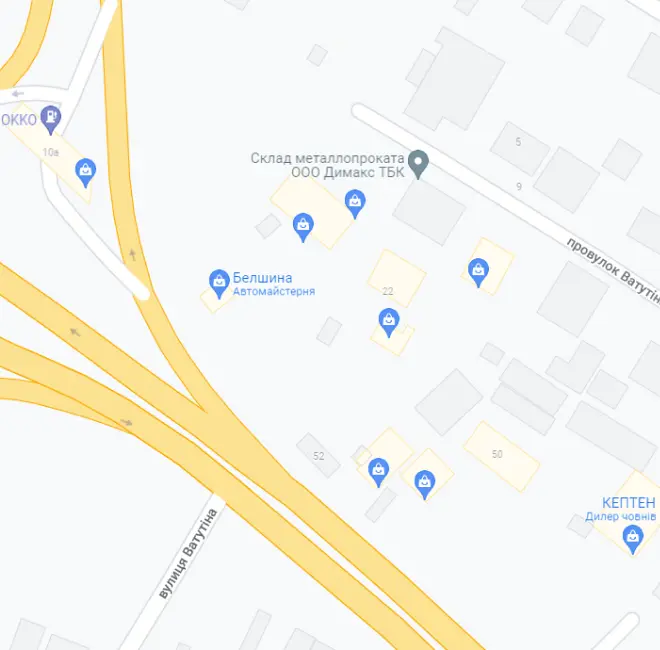 OKKO
10а
5
9
Склад металлопроката
ООО Димакс ТБК
провулок Ватутіна
Белшина
Автомайстерня
22
52
50
КЕПТЕН
Дилер човнів
вулиця Ватутіна